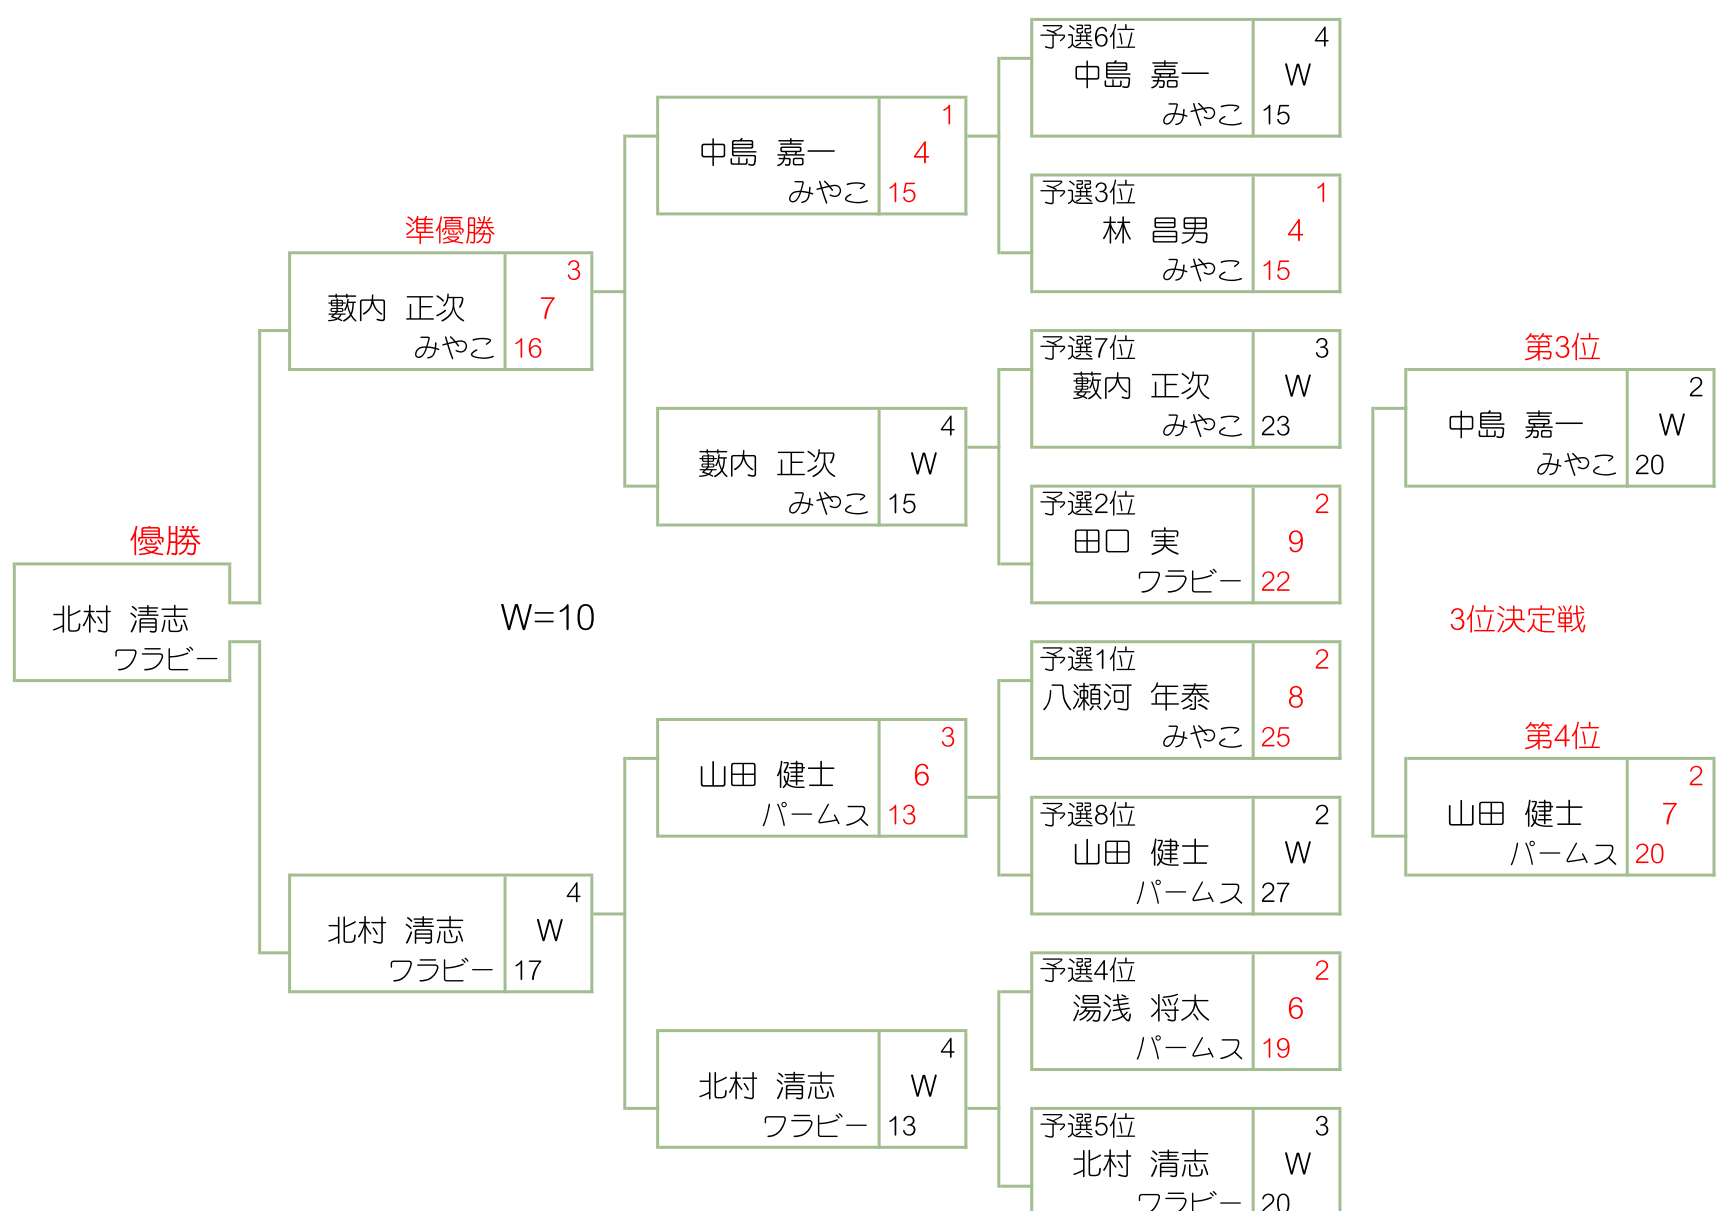 優勝
北村 清志
ワラビー
準優勝
3
藪内 正次
7
みやこ
16
W=10
4
北村 清志
W
ワラビー
17
1
中島 嘉一
4
みやこ
15
4
藪内 正次
W
みやこ
15
3
山田 健士
6
パームス
13
4
北村 清志
W
ワラビー
13
予選6位
4
中島 嘉一
W
みやこ
15
予選3位
1
林 昌男
4
みやこ
15
予選7位
3
藪内 正次
W
みやこ
23
予選2位
2
田口 実
9
ワラビー
22
予選1位
2
八瀬河 年泰
8
みやこ
25
予選8位
2
山田 健士
W
パームス
27
予選4位
2
湯浅 将太
6
パームス
19
予選5位
3
北村 清志
W
ワラビー
20
第3位
2
中島 嘉一
W
みやこ
20
3位決定戦
第4位
2
山田 健士
7
パームス
20